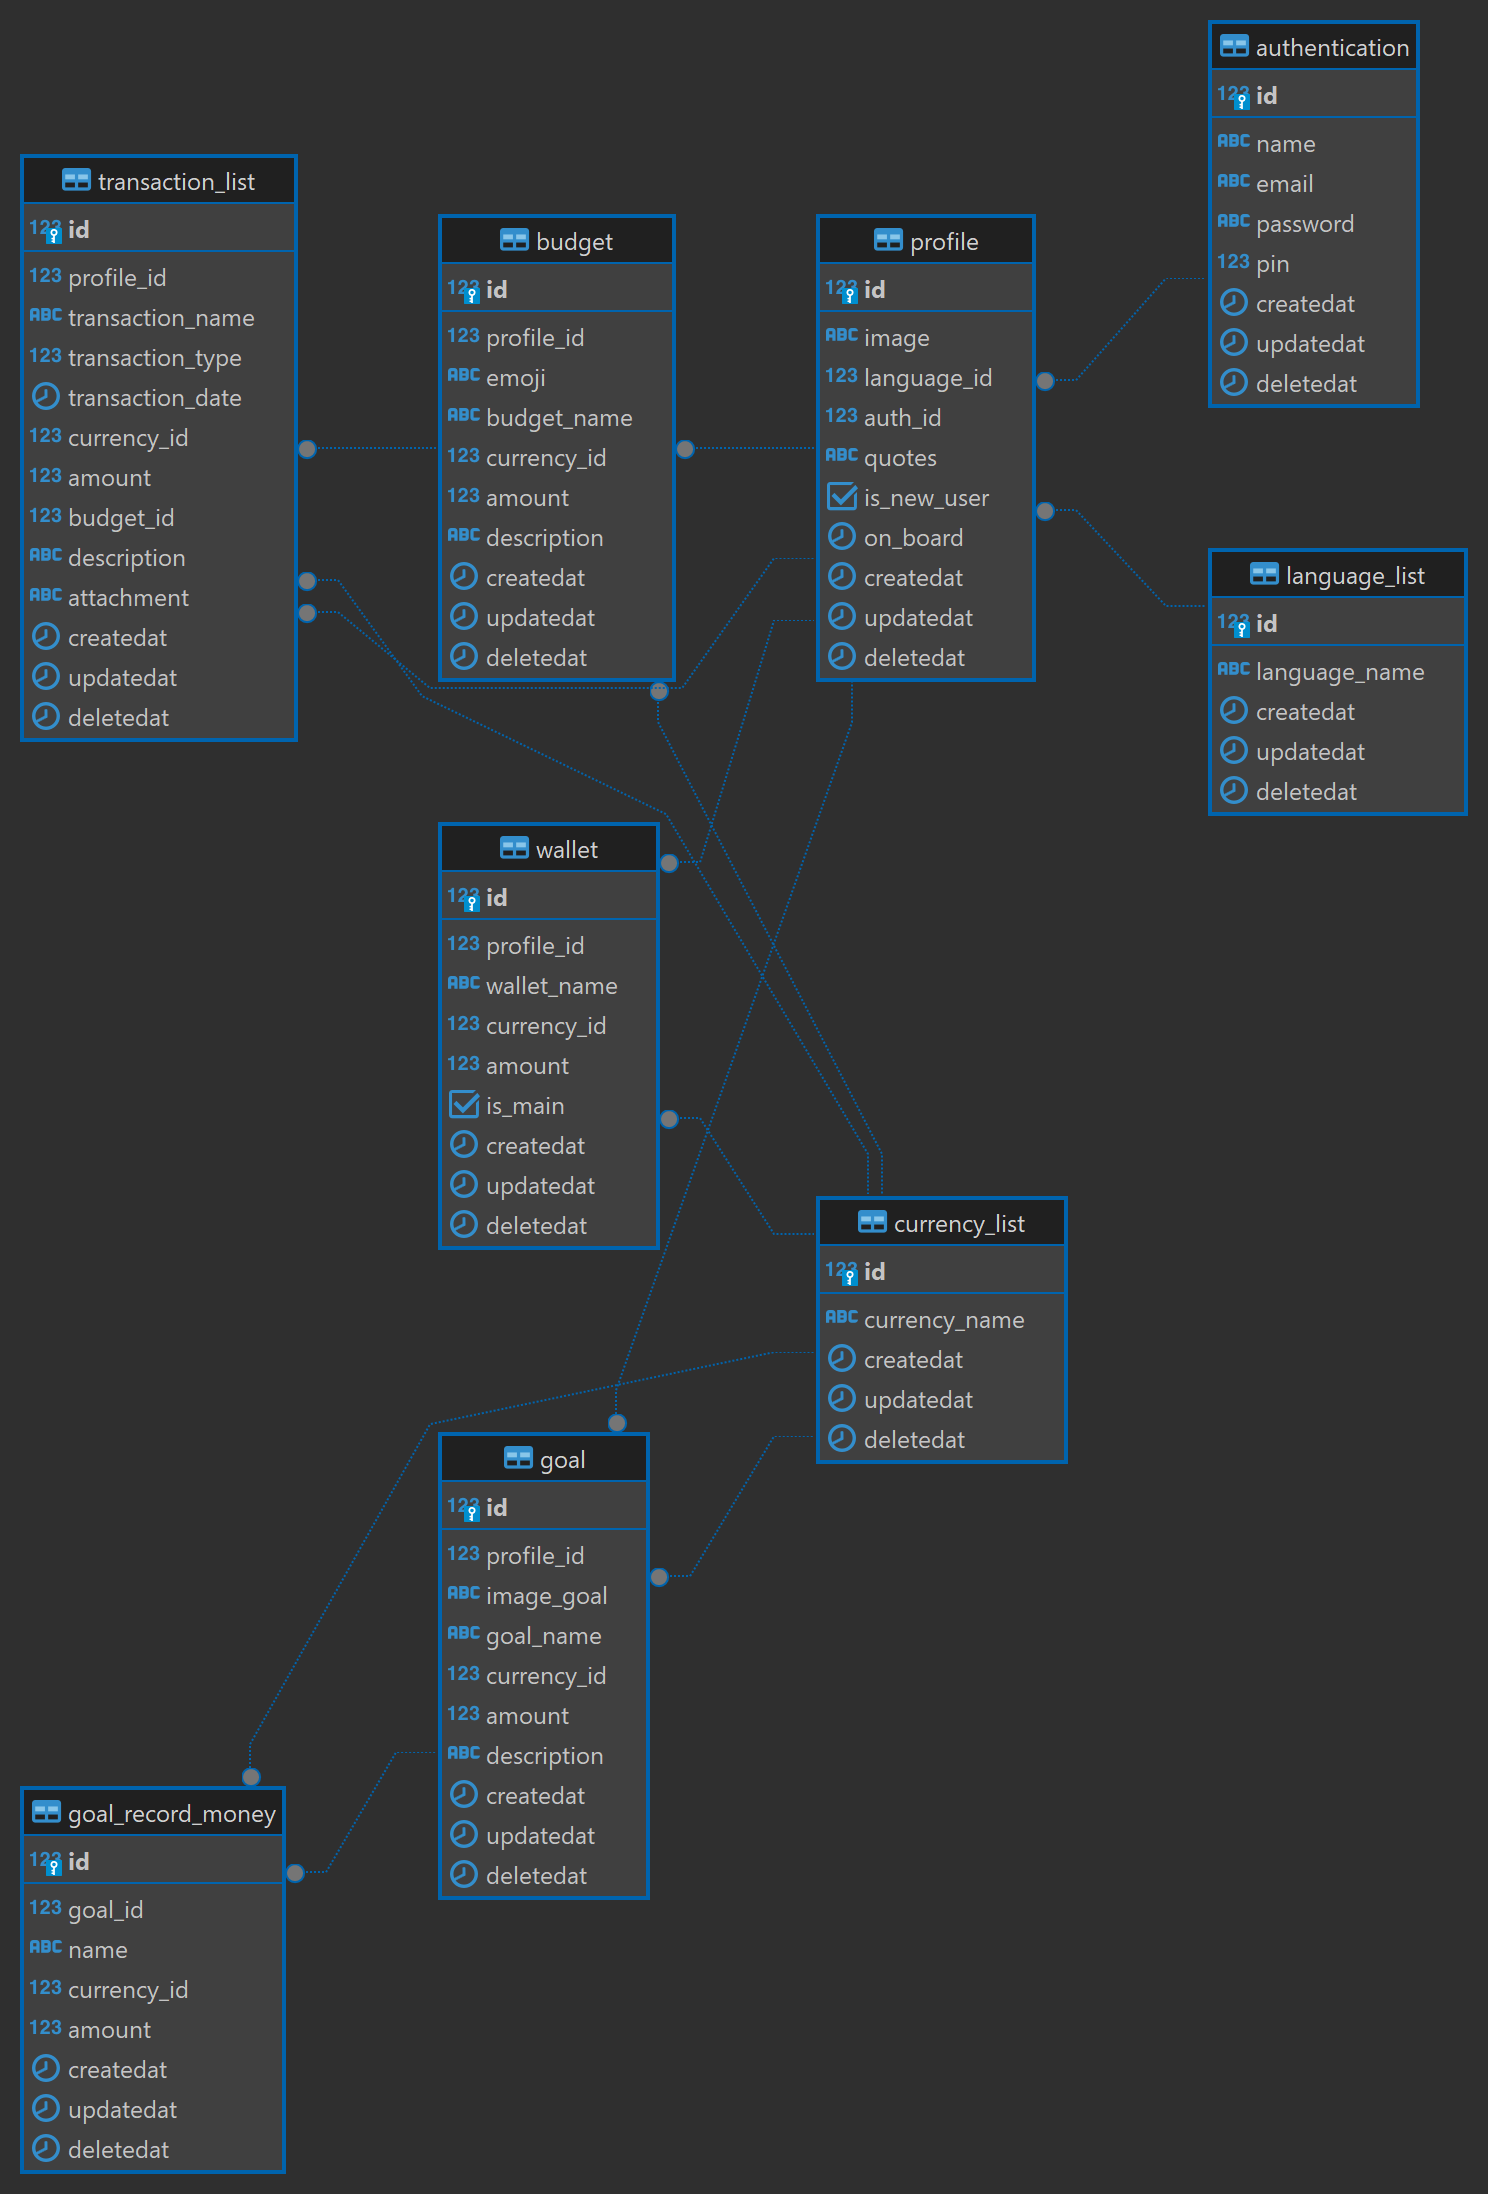 authentication
123 id
ABC name
ABC email
ABC password
123 pin
createdat
updatedat
deletedat
transaction_list
123 id
123 profile_id
ABC transaction_name
123 transaction_type
transaction_date
123 currency_id
123 amount
123 budget_id
ABC description
ABC attachment
createdat
updatedat
deletedat
budget
123 id
123 profile_id
ABC emoji
ABC budget_name
123 currency_id
123 amount
ABC description
createdat
updatedat
deletedat
profile
123 id
ABC image
123 language_id
123 auth_id
ABC quotes
is_new_user
on_board
createdat
updatedat
deletedat
language_list
123 id
ABC language_name
createdat
updatedat
deletedat
wallet
123 id
123 profile_id
ABC wallet_name
123 currency_id
123 amount
is_main
createdat
updatedat
deletedat
currency_list
123 id
ABC currency_name
createdat
updatedat
deletedat
goal
123 id
123 profile_id
ABC image_goal
ABC goal_name
123 currency_id
123 amount
ABC description
createdat
updatedat
deletedat
goal_record_money
123 id
123 goal_id
ABC name
123 currency_id
123 amount
createdat
updatedat
deletedat